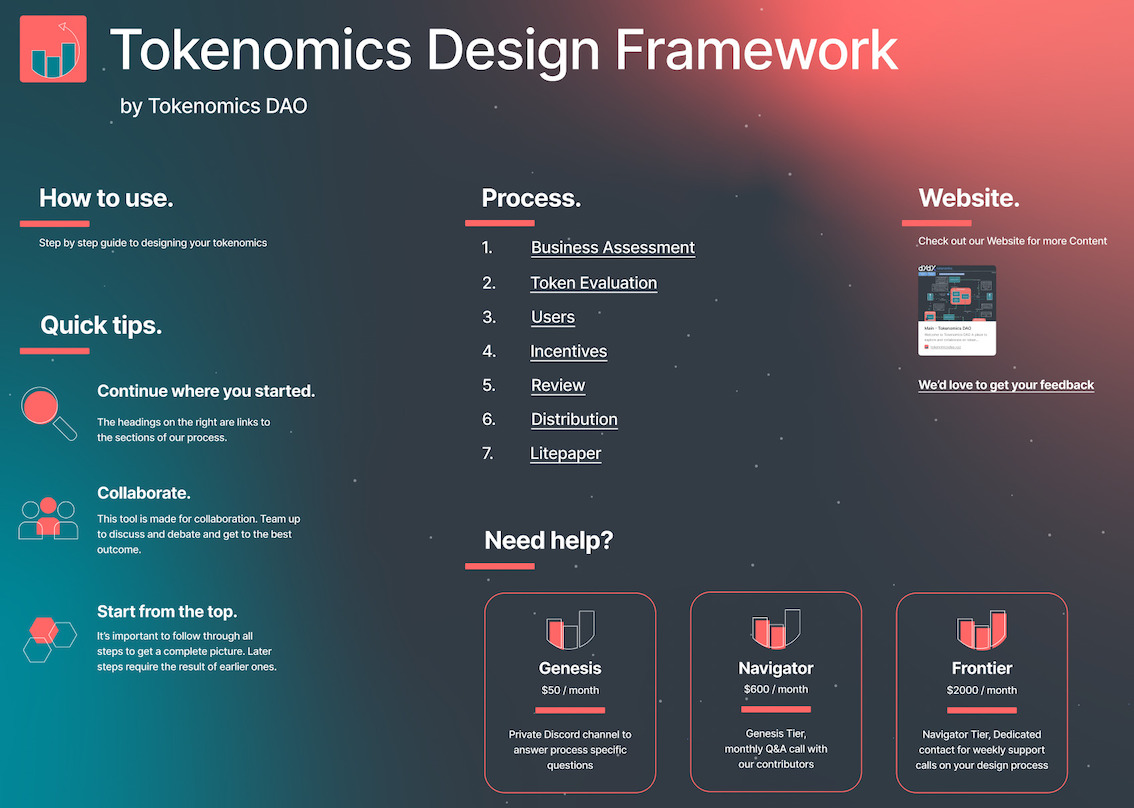 Tokenomics Design Framework
by Tokenomics DAO
How to use.
Step by step guide to designing your tokenomics
Quick tips.
Continue where you started.
The headings on the right are links to
the sections of our process.
Collaborate.
This tool is made for collaboration. Team up
to discuss and debate and get to the best
outcome.
Start from the top.
It's important to follow through all
steps to get a complete picture. Later
steps require the result of earlier ones.
Process.
1. Business Assessment
2. Token Evaluation
3. Users
4. Incentives
5. Review
6. Distribution
7. Litepaper
Website.
Check out our Website for more Content
dYdY
Main - Tokenomics DAO
We'd love to get your feedback
Need help?
Genesis
$50 / month
Private Discord channel to
answer process specific
questions
Navigator
$600 / month
Genesis Tier,
monthly Q&A call with
our contributors
Frontier
$2000 / month
Navigator Tier, Dedicated
contact for weekly support
calls on your design process